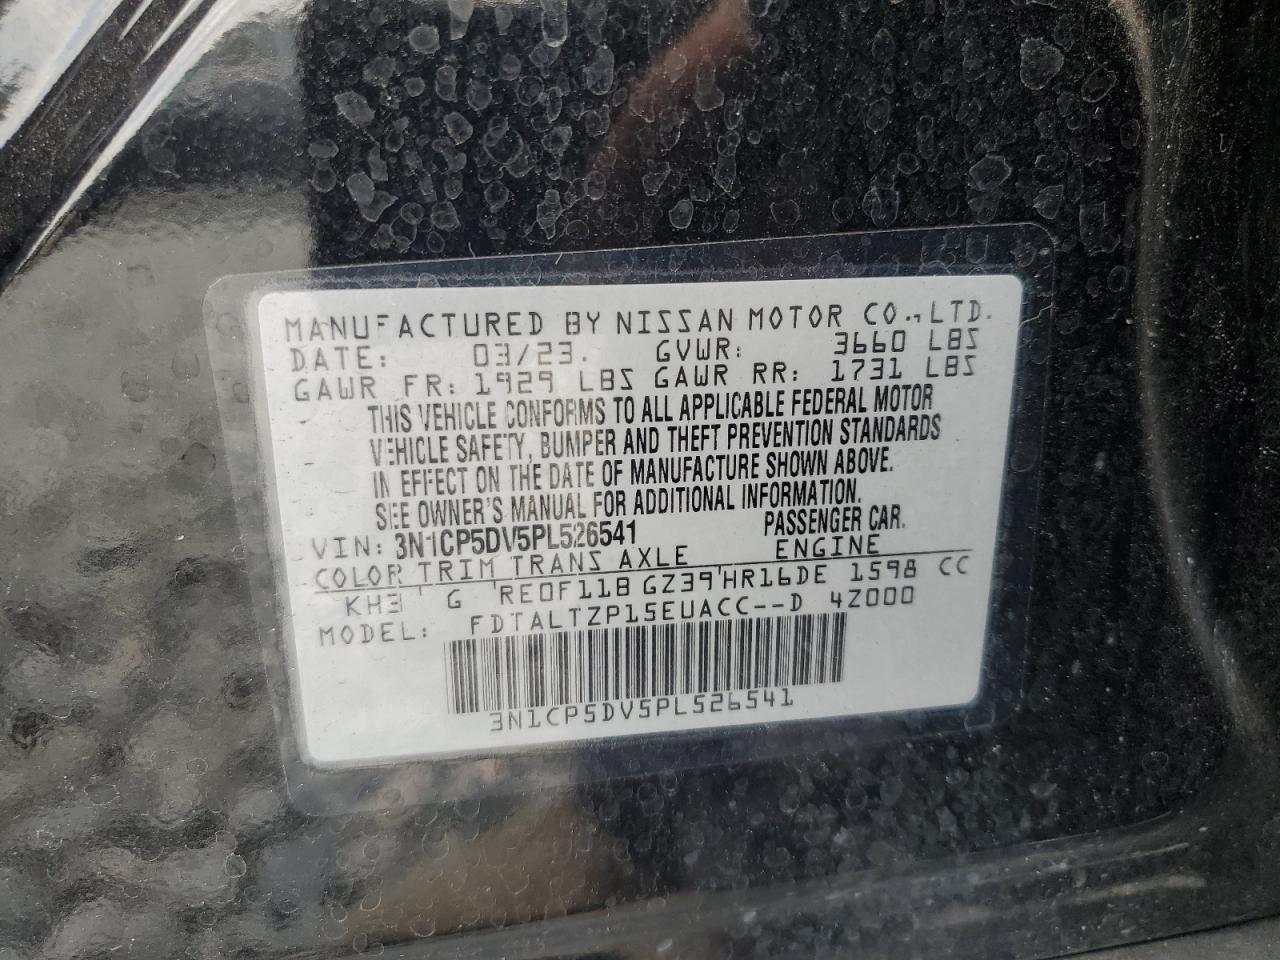 MANUFACTURED BY NISSAN MOTOR CO., LTD.
DATE: 03/23. GVWR: 3660 LBS
GAWR FR: 1929 LBS GAWR RR: 1731 LBS
THIS VEHICLE CONFORMS TO ALL APPLICABLE FEDERAL MOTOR
VEHICLE SAFETY, BUMPER AND THEFT PREVENTION STANDARDS
IN EFFECT ON THE DATE OF MANUFACTURE SHOWN ABOVE.
SEE OWNER'S MANUAL FOR ADDITIONAL INFORMATION.
VIN: 3N1CP5DV5PL526541 PASSENGER CAR.
COLOR TRIM TRANS AXLE ENGINE
KH3 G RE0F11B GZ39 HR16DE 1598 CC
MODEL: FDTALTZP15EUACC--D 4Z000
3N1CP5DV5PL526541